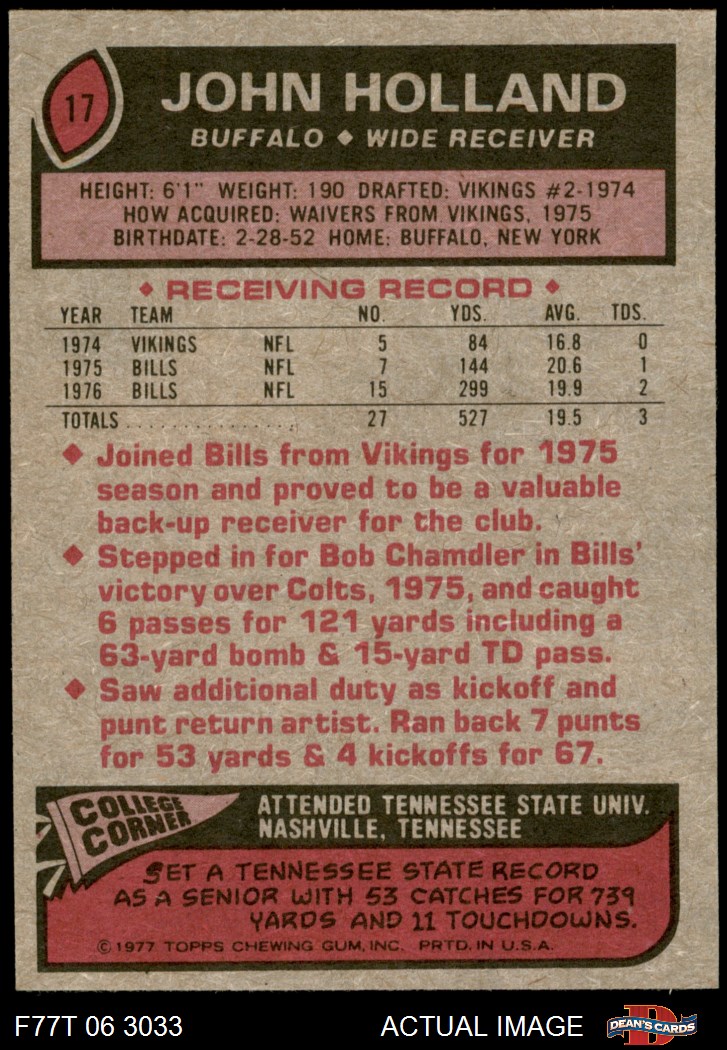 17
JOHN HOLLAND
BUFFALO ◆ WIDE RECEIVER
HEIGHT: 6'1" WEIGHT: 190 DRAFTED: VIKINGS #2-1974
HOW ACQUIRED: WAIVERS FROM VIKINGS, 1975
BIRTHDATE: 2-28-52 HOME: BUFFALO, NEW YORK
◆ RECEIVING RECORD ◆
YEAR TEAM NO. YDS. AVG. TDS.
1974 VIKINGS NFL 5 84 16.8 0
1975 BILLS NFL 7 144 20.6 1
1976 BILLS NFL 15 299 19.9 2
TOTALS ................ 27 527 19.5 3
◆ Joined Bills from Vikings for 1975
season and proved to be a valuable
back-up receiver for the club.
◆ Stepped in for Bob Chamdler in Bills'
victory over Colts, 1975, and caught
6 passes for 121 yards including a
63-yard bomb & 15-yard TD pass.
◆ Saw additional duty as kickoff and
punt return artist. Ran back 7 punts
for 53 yards & 4 kickoffs for 67.
COLLEGE
CORNER
ATTENDED TENNESSEE STATE UNIV.
NASHVILLE, TENNESSEE
SET A TENNESSEE STATE RECORD
AS A SENIOR WITH 53 CATCHES FOR 739
YARDS AND 11 TOUCHDOWNS.
© 1977 TOPPS CHEWING GUM, INC. PRTD. IN U.S.A.
F77T 06 3033
ACTUAL IMAGE
D
DEAN'S CARDS